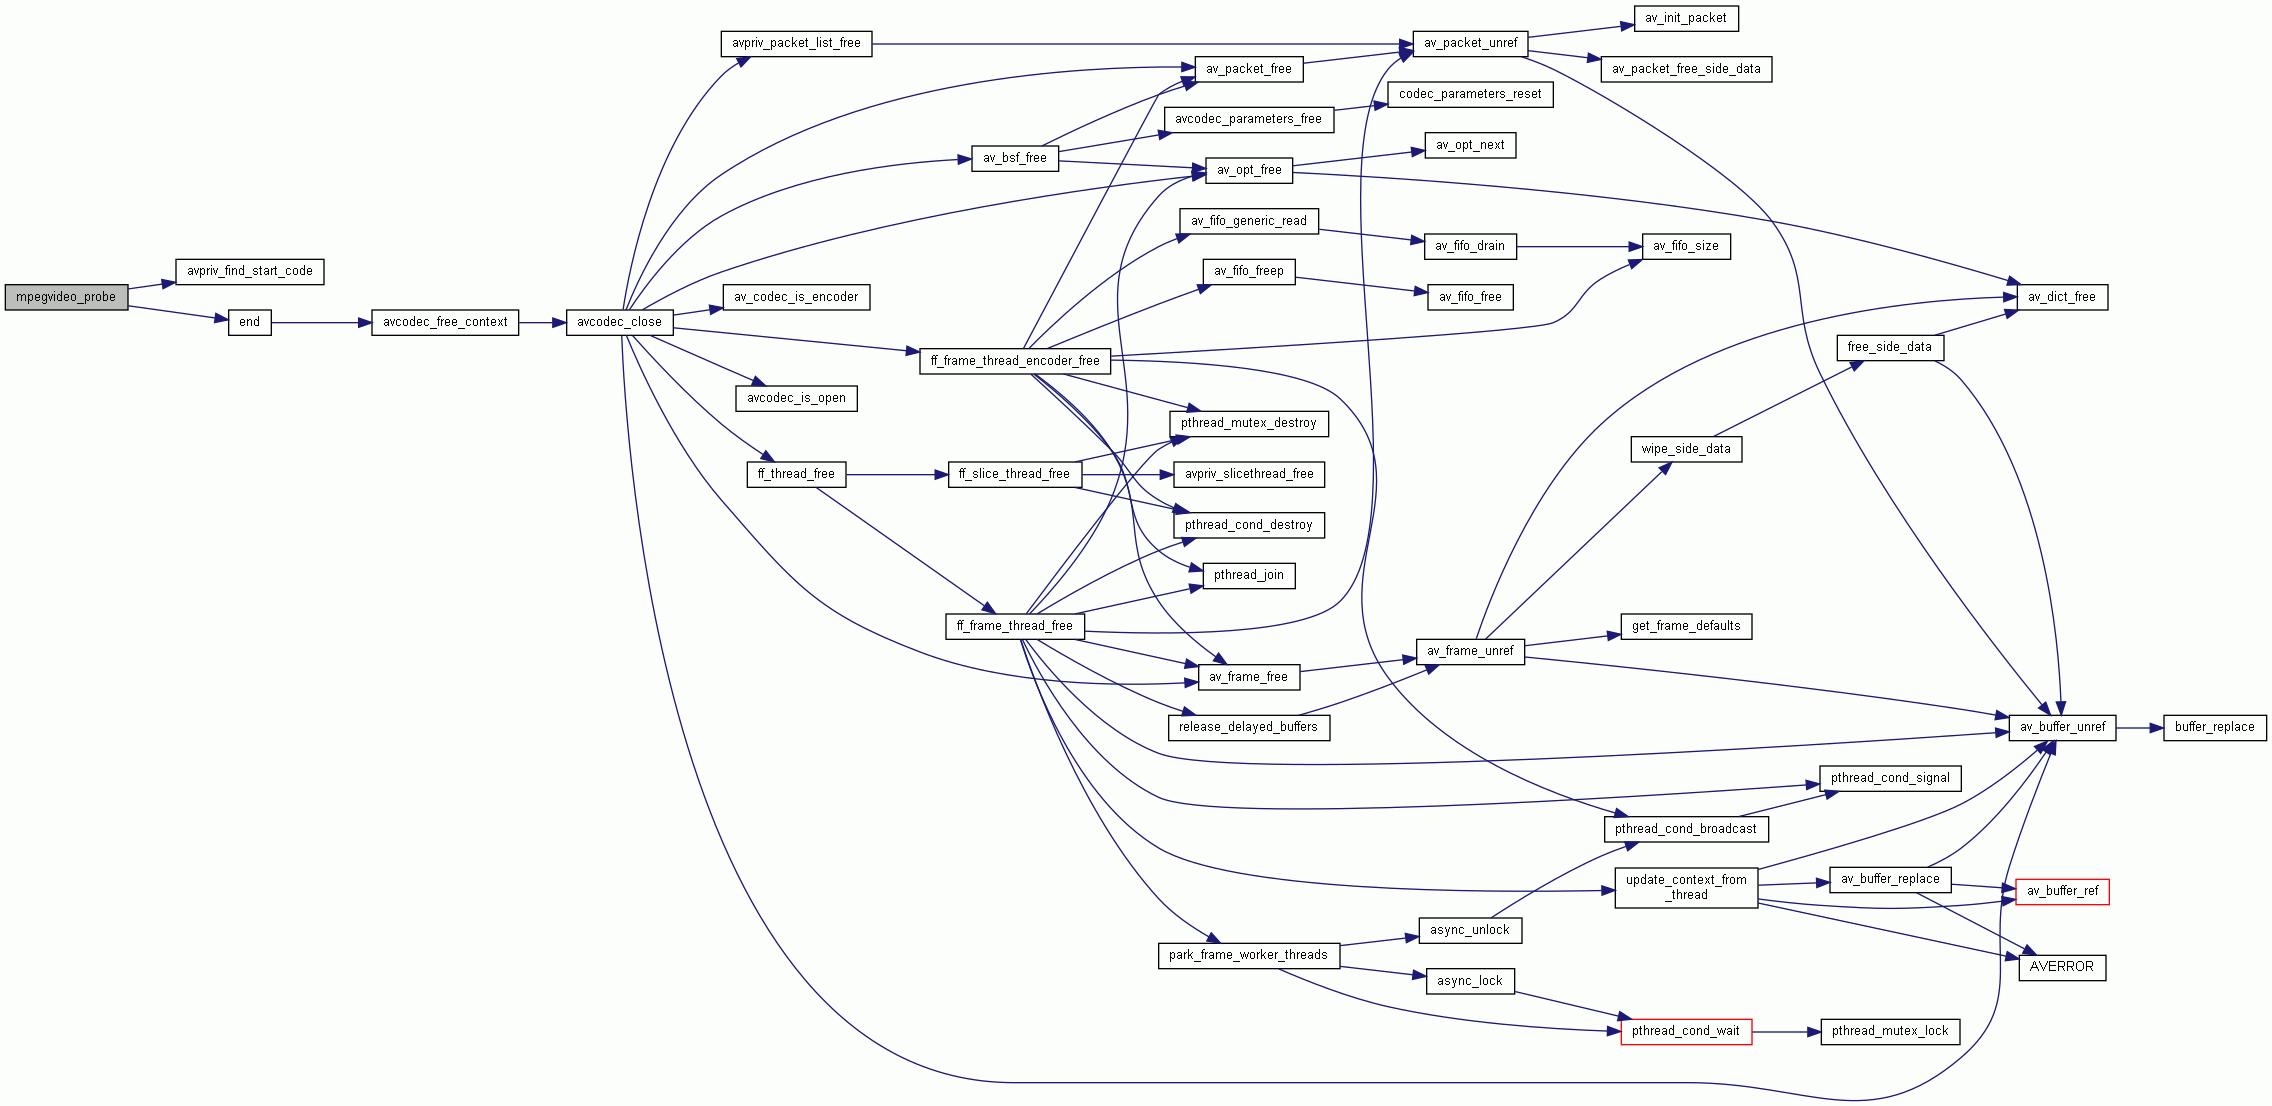 mpegvideo_probe
avpriv_find_start_code
end
avcodec_free_context
avcodec_close
avpriv_packet_list_free
av_bsf_free
av_codec_is_encoder
ff_frame_thread_encoder_free
avcodec_is_open
ff_thread_free
ff_slice_thread_free
ff_frame_thread_free
av_packet_free
avcodec_parameters_free
av_opt_free
av_fifo_generic_read
av_fifo_freep
pthread_mutex_destroy
avpriv_slicethread_free
pthread_cond_destroy
pthread_join
av_frame_free
release_delayed_buffers
park_frame_worker_threads
av_packet_unref
codec_parameters_reset
av_opt_next
av_fifo_drain
av_fifo_free
av_frame_unref
async_unlock
async_lock
av_init_packet
av_packet_free_side_data
av_fifo_size
wipe_side_data
get_frame_defaults
pthread_cond_broadcast
update_context_from
_thread
pthread_cond_wait
free_side_data
pthread_cond_signal
av_buffer_replace
pthread_mutex_lock
av_dict_free
av_buffer_unref
av_buffer_ref
AVERROR
buffer_replace